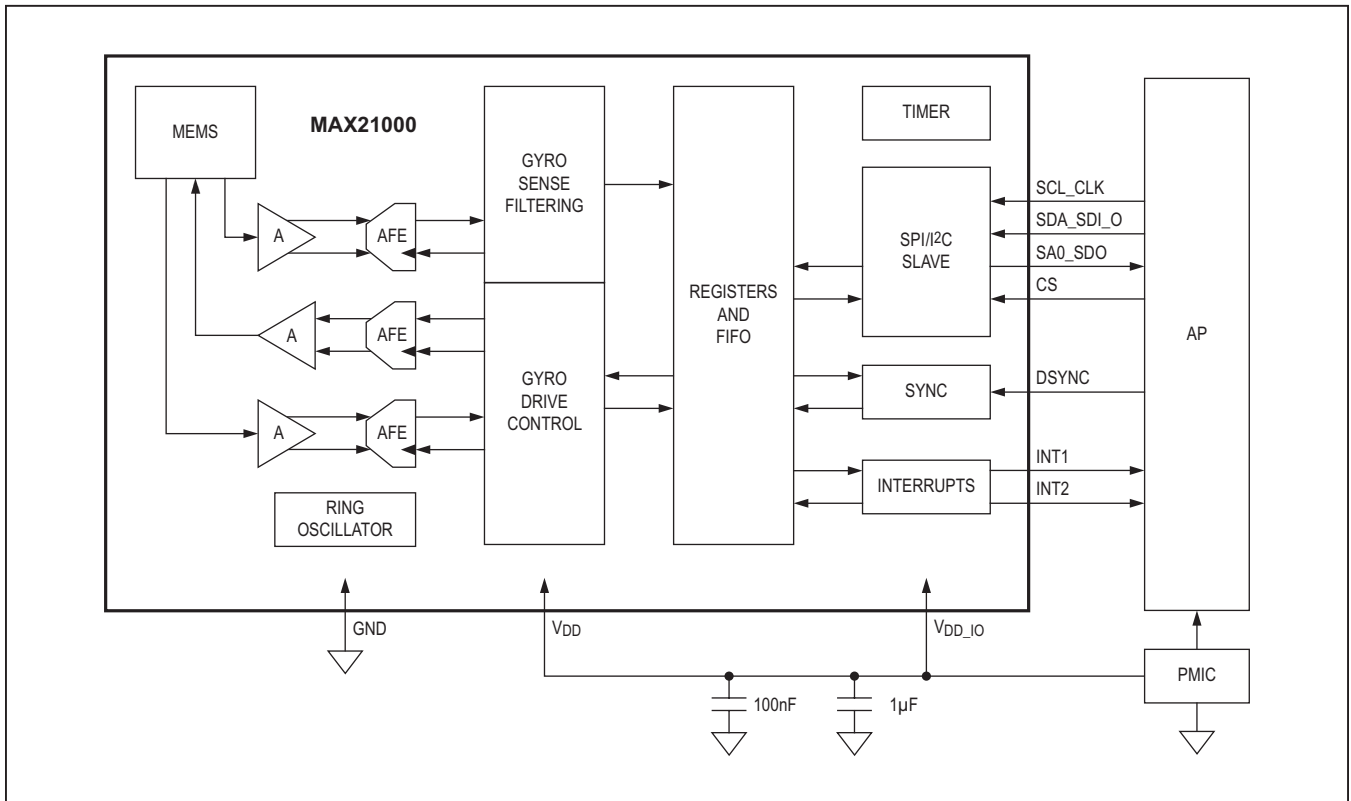 MEMS
MAX21000
GYRO
SENSE
FILTERING
TIMER
A
AFE
SPI/I2C
SLAVE
SCL_CLK
SDA_SDI_O
SA0_SDO
CS
REGISTERS
AND
FIFO
AP
A
AFE
GYRO
DRIVE
CONTROL
SYNC
DSYNC
A
AFE
INTERRUPTS
INT1
INT2
RING
OSCILLATOR
GND
VDD
VDD_IO
PMIC
100nF
1µF